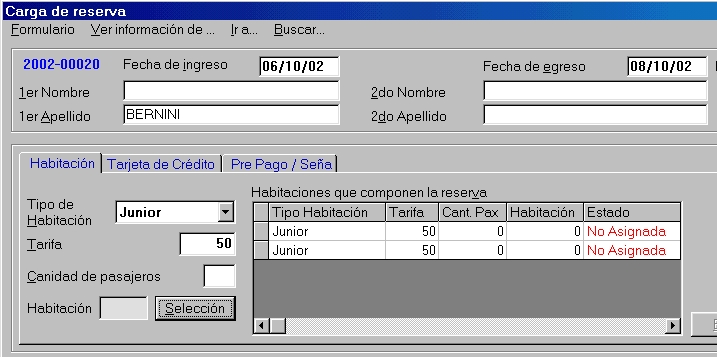 Carga de reserva
Formulario Ver información de ... Ir a... Buscar...
2002-00020 Fecha de ingreso 06/10/02 Fecha de egreso 08/10/02
1er Nombre 2do Nombre
1er Apellido BERNINI 2do Apellido
Habitación Tarjeta de Crédito Pre Pago / Seña
Habitaciones que componen la reserva
Tipo de Habitación Junior
Tipo Habitación Tarifa Cant. Pax Habitación Estado
Junior 50 0 0 No Asignada
Junior 50 0 0 No Asignada
Tarifa 50
Canidad de pasajeros
Habitación Selección